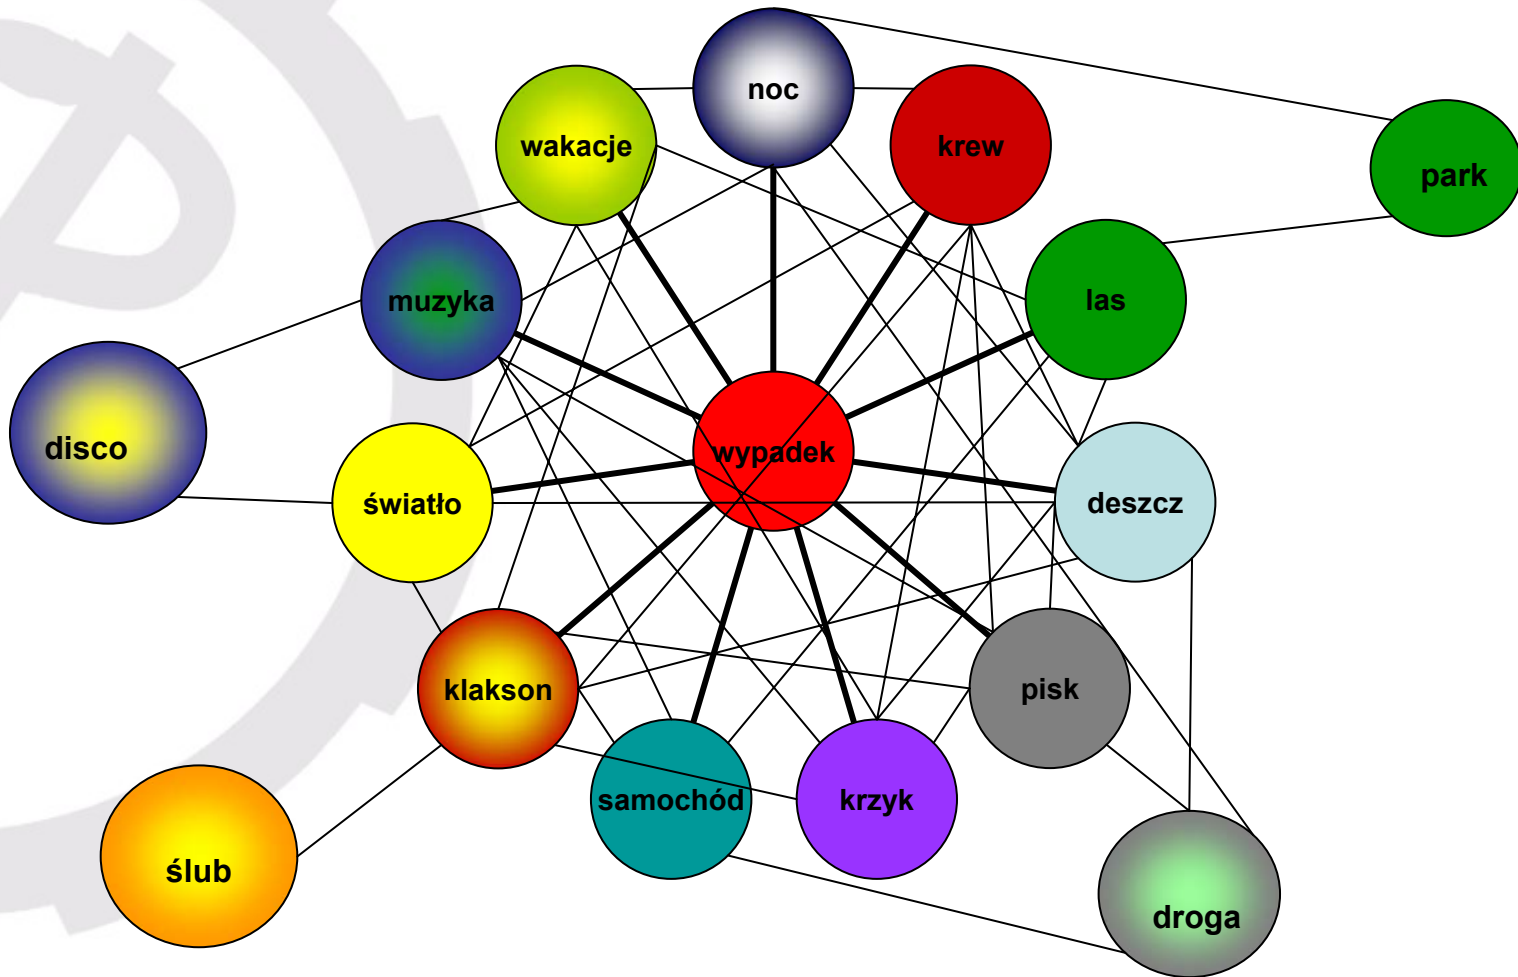 noc
wakacje
krew
park
muzyka
las
disco
wypadek
światło
deszcz
klakson
pisk
samochód
krzyk
ślub
droga